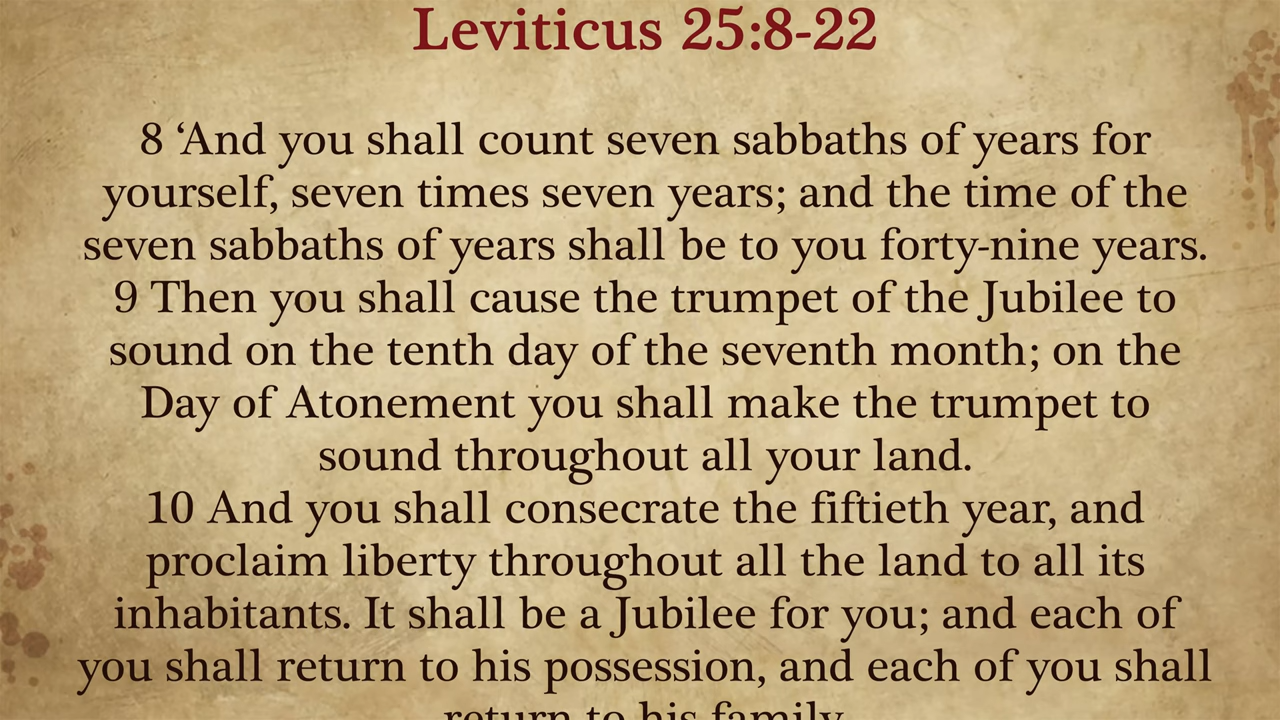 Leviticus 25:8-22
8 ‘And you shall count seven sabbaths of years for
yourself, seven times seven years; and the time of the
seven sabbaths of years shall be to you forty-nine years.
9 Then you shall cause the trumpet of the Jubilee to
sound on the tenth day of the seventh month; on the
Day of Atonement you shall make the trumpet to
sound throughout all your land.
10 And you shall consecrate the fiftieth year, and
proclaim liberty throughout all the land to all its
inhabitants. It shall be a Jubilee for you; and each of
you shall return to his possession, and each of you shall
return to his family.